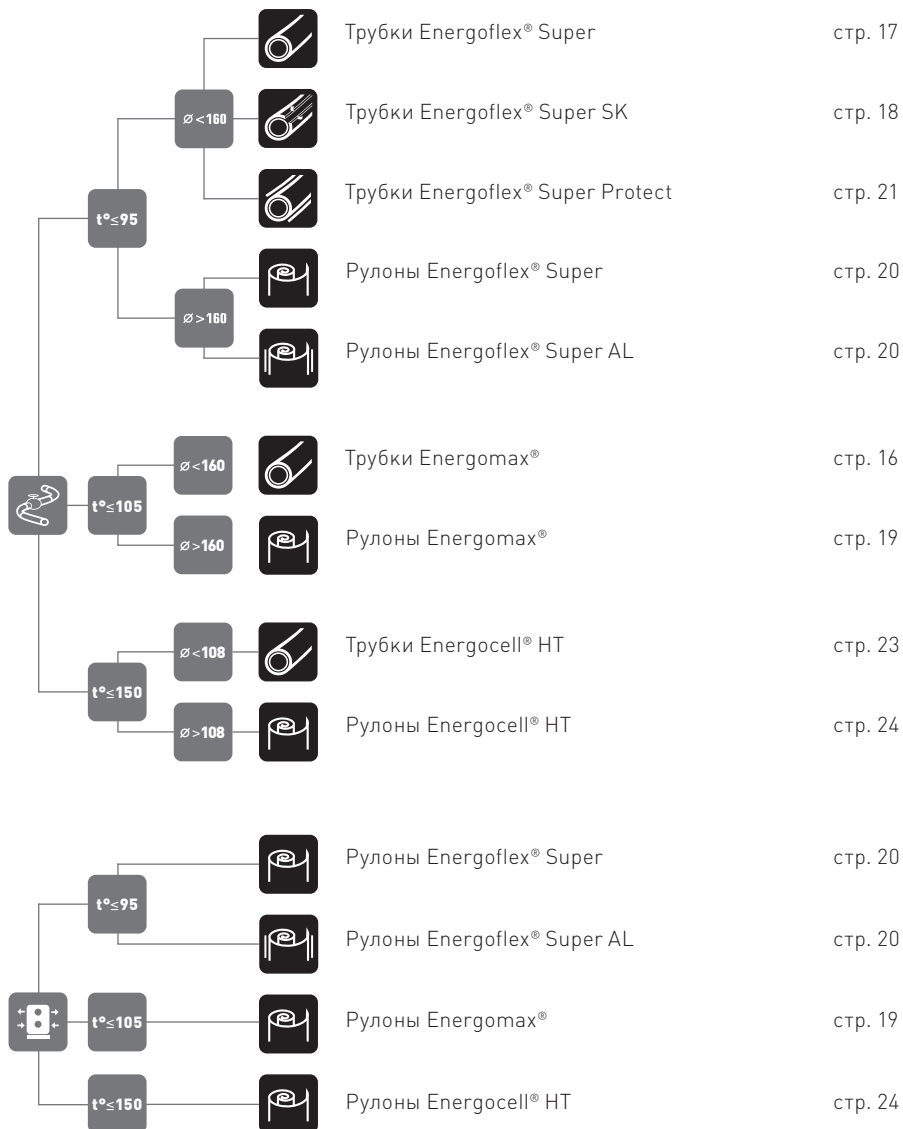 Трубки Energoflex® Super стр. 17
ø<160 Трубки Energoflex® Super SK стр. 18
Трубки Energoflex® Super Protect стр. 21
t°≤95
Рулоны Energoflex® Super стр. 20
ø>160
Рулоны Energoflex® Super AL стр. 20
ø<160 Трубки Energomax® стр. 16
t°≤105
ø>160 Рулоны Energomax® стр. 19
ø<108 Трубки Energocell® HT стр. 23
t°≤150
ø>108 Рулоны Energocell® HT стр. 24
Рулоны Energoflex® Super стр. 20
t°≤95
Рулоны Energoflex® Super AL стр. 20
t°≤105 Рулоны Energomax® стр. 19
t°≤150 Рулоны Energocell® HT стр. 24